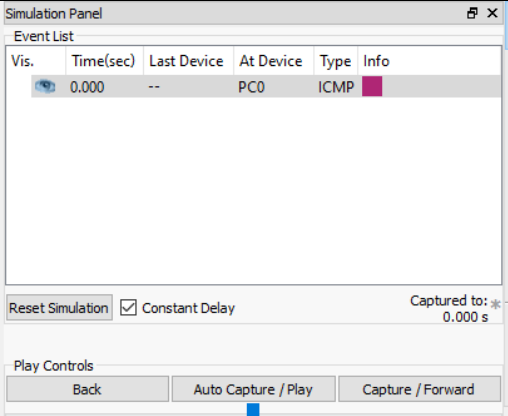 Simulation Panel
Event List
Vis. Time(sec) Last Device At Device Type Info
0.000 -- PC0 ICMP
Reset Simulation Constant Delay Captured to: *
0.000 s
Play Controls
Back Auto Capture / Play Capture / Forward